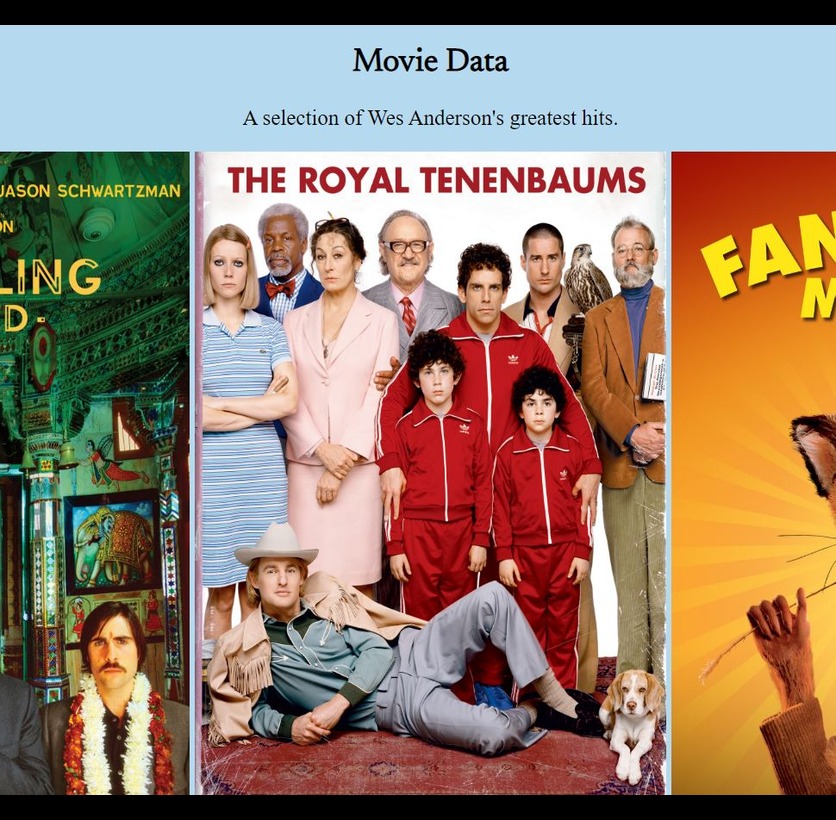 Movie Data
A selection of Wes Anderson's greatest hits.
JASON SCHWARTZMAN
ON
LING
D.
THE ROYAL TENENBAUMS
FAN
M